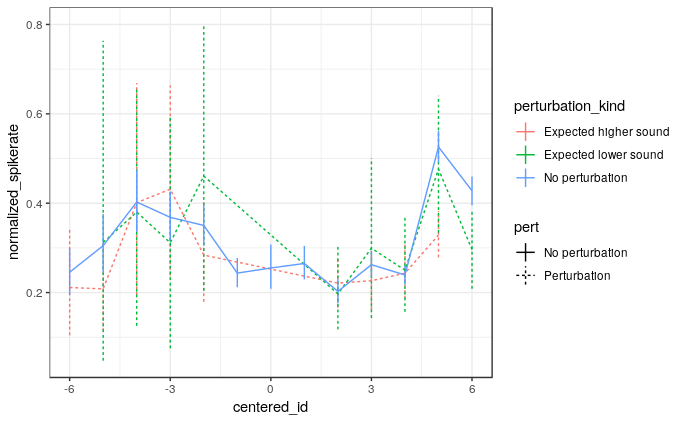 normalized_spikerate
0.8
0.6
0.4
0.2
-6
-3
0
3
6
centered_id
perturbation_kind
Expected higher sound
Expected lower sound
No perturbation
pert
No perturbation
Perturbation